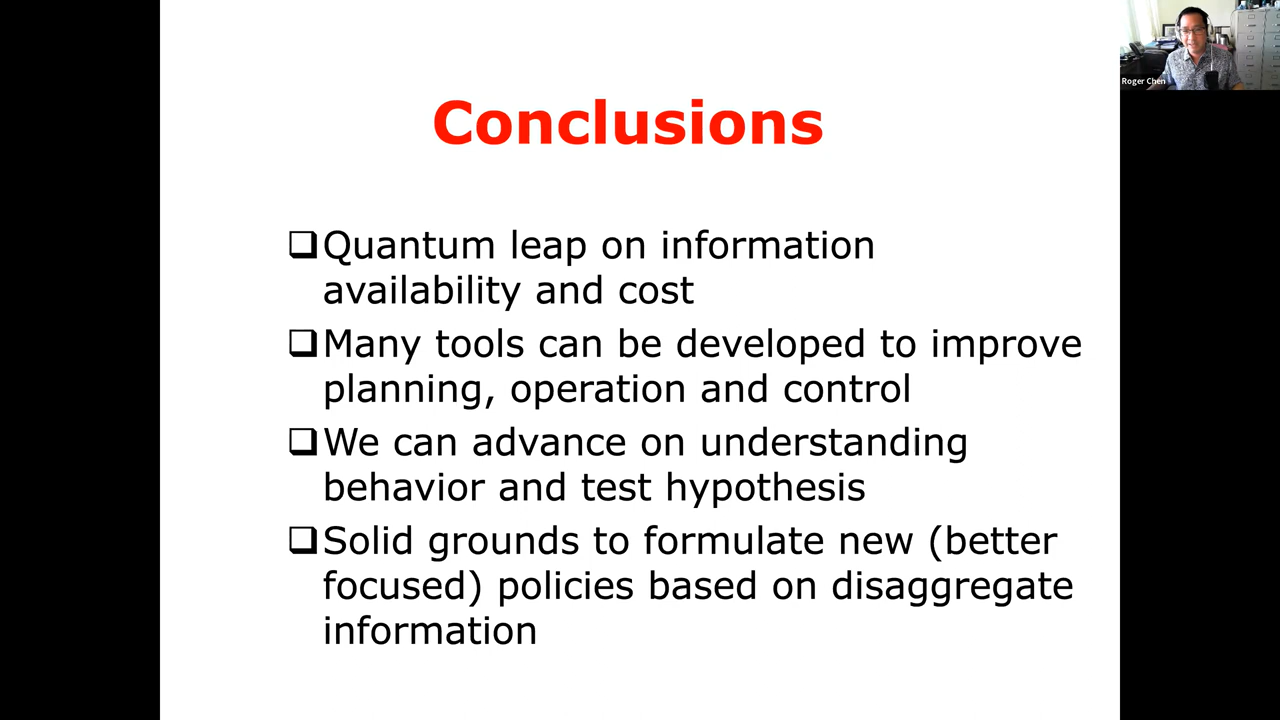 Roger Chen
Conclusions
❑Quantum leap on information
availability and cost
❑Many tools can be developed to improve
planning, operation and control
❑We can advance on understanding
behavior and test hypothesis
❑Solid grounds to formulate new (better
focused) policies based on disaggregate
information